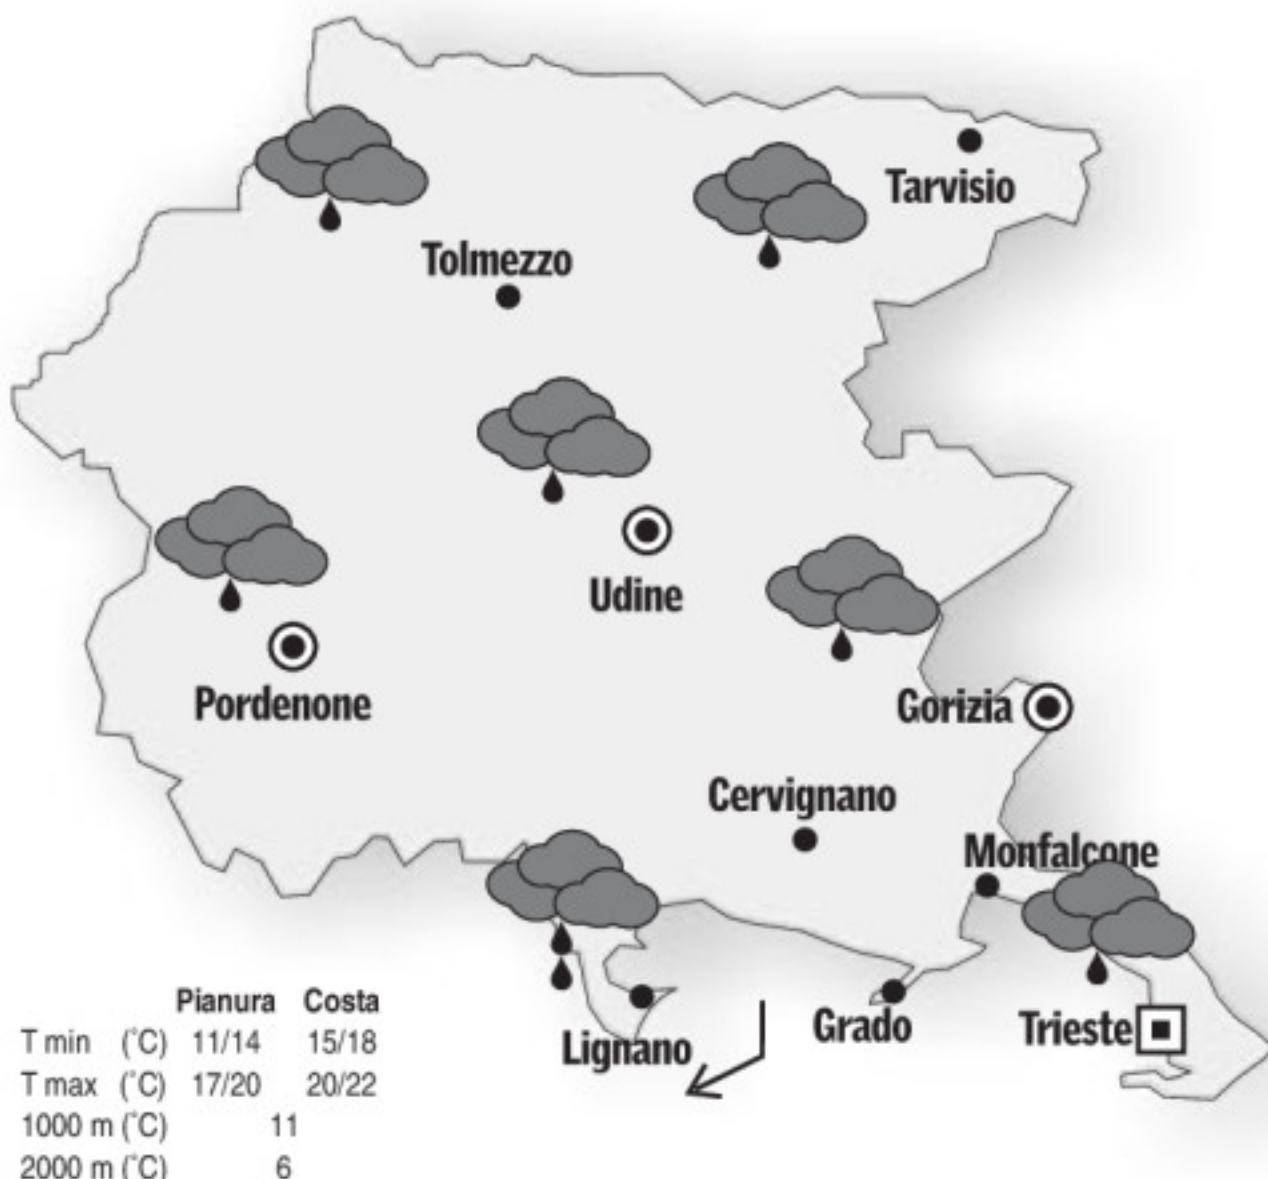 Tarvisio
Tolmezzo
Udine
Pordenone
Gorizia
Cervignano
Monfalcone
Grado
Trieste
Lignano
Pianura Costa
T min (°C) 11/14 15/18
T max (°C) 17/20 20/22
1000 m (°C) 11
2000 m (°C) 6